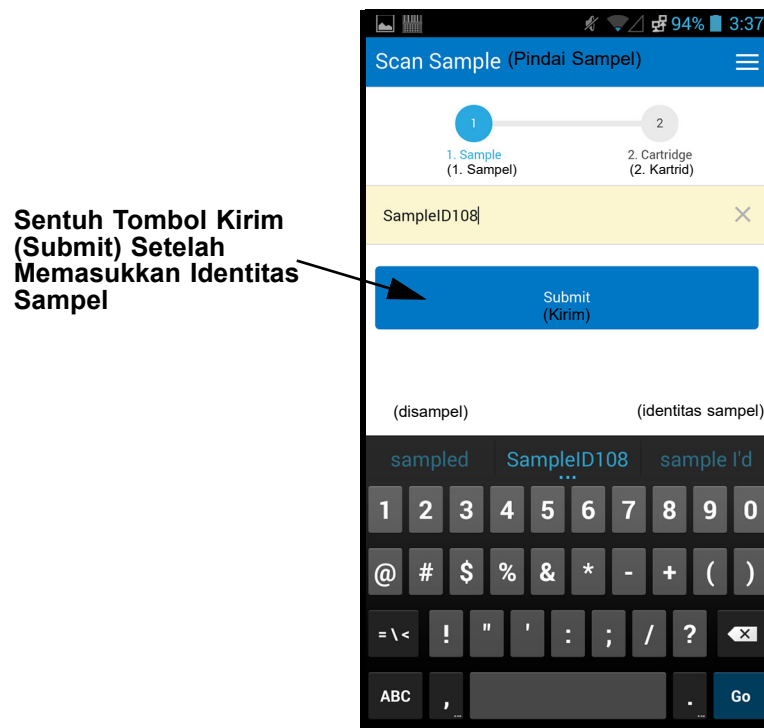 94% 3:37
Scan Sample (Pindai Sampel)
1 2
1. Sample 2. Cartridge
(1. Sampel) (2. Kartrid)
SampleID108
Sentuh Tombol Kirim
(Submit) Setelah
Memasukkan Identitas
Sampel
Submit
(Kirim)
(disampel) (identitas sampel)
sampled SampleID108 sample I'd
1 2 3 4 5 6 7 8 9 0
@ # $ % & * - + ( )
= \ < ! " ' : ; / ?
ABC , . Go